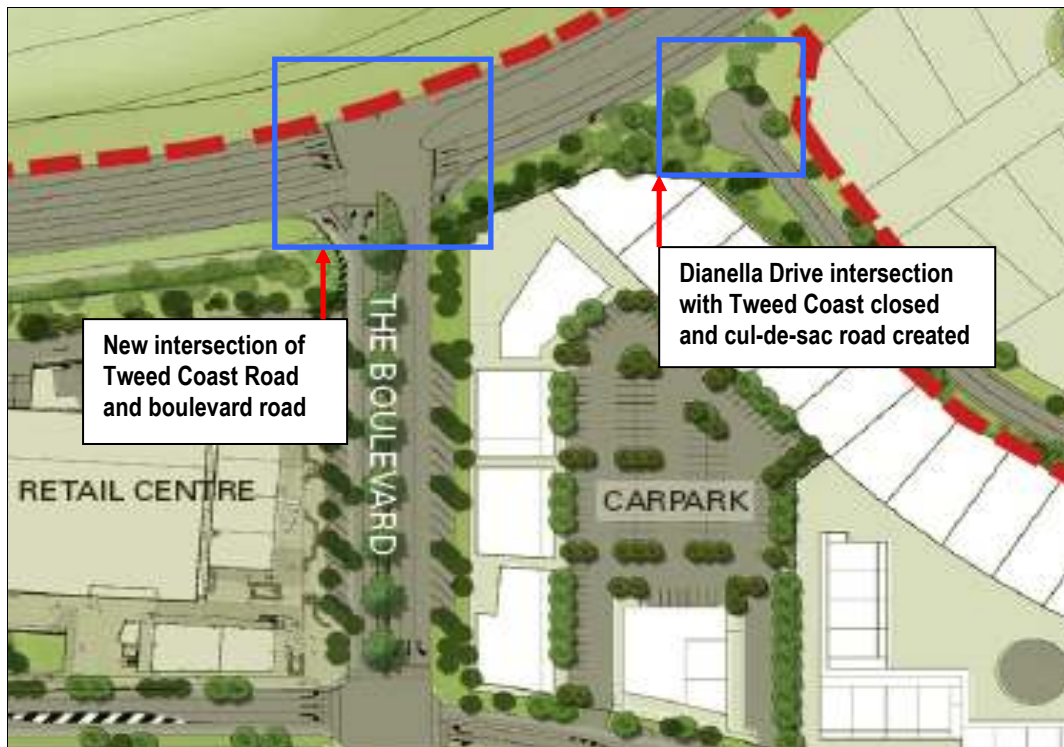 Dianella Drive intersection
with Tweed Coast closed
and cul-de-sac road created
New intersection of
Tweed Coast Road
and boulevard road
THE BOULEVARD
RETAIL CENTRE
CARPARK